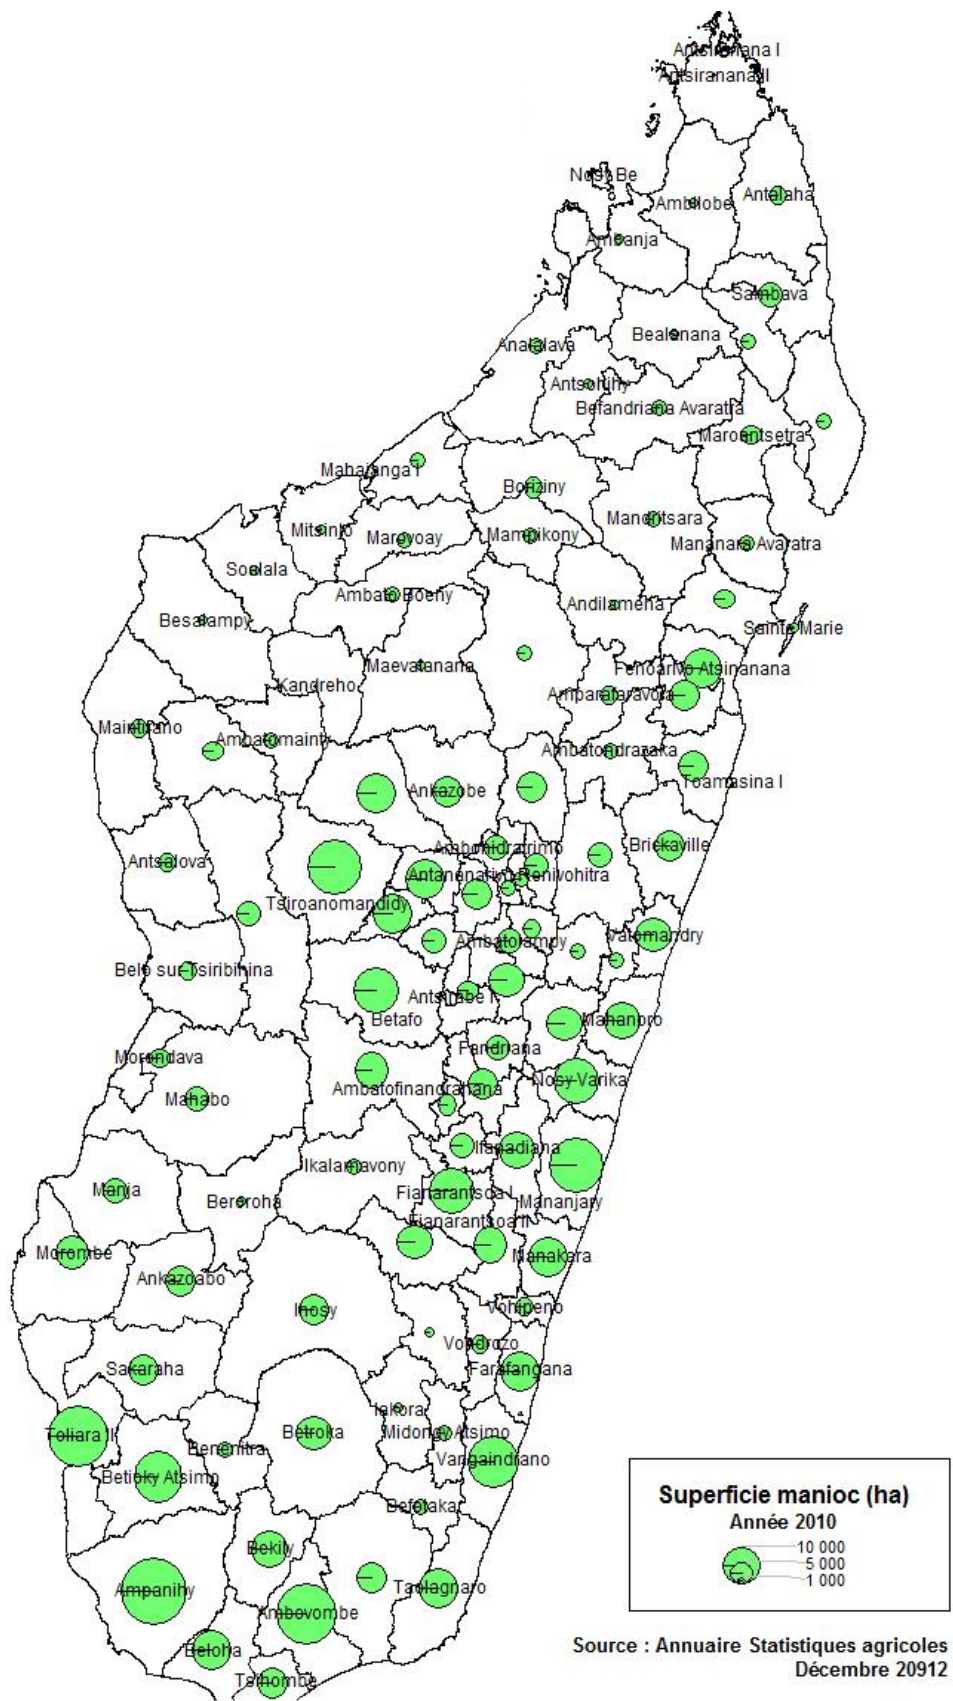 Antsiranana I
Antsiranana II
Nosy Be
Ambilobe
Antalaha
Ambanja
Sambava
Bealanana
Analalava
Antsohihy
Befandriana Avaratra
Maroantsetra
Mahajanga I
Boriziny
Mandritsara
Mitsinjo
Marovoay
Mampikony
Mananara Avaratra
Soalala
Ambato Boeny
Andilamena
Besalampy
Sainte Marie
Maevatanana
Fenoarivo Atsinanana
Kandreho
Amparafaravola
Maintirano
Ambatomainty
Ambatondrazaka
Toamasina I
Ankazobe
Ambohidratrimo
Brickaville
Antsalova
Antananarivo Renivohitra
Tsiroanomandidy
Ambatolampy
Vatomandry
Belo sur Tsiribihina
Antsirabe I
Betafo
Mahanoro
Morondava
Fandriana
Mahabo
Ambatofinandrahana
Nosy-Varika
Ifanadiana
Ikalamavony
Manja
Fianarantsoa I
Beroroha
Mananjary
Fianarantsoa II
Morombe
Manakara
Ankazoabo
Ihosy
Vohipeno
Vondrozo
Sakaraha
Farafangana
Iakora
Toliara II
Betroka
Midongy Atsimo
Benenitra
Vangaindrano
Betioky Atsimo
Befotaka
Bekily
Ampanihy
Taolagnaro
Ambovombe
Beloha
Tsihombe
Superficie manioc (ha)
Année 2010
10 000
5 000
1 000
Source : Annuaire Statistiques agricoles
Décembre 20912